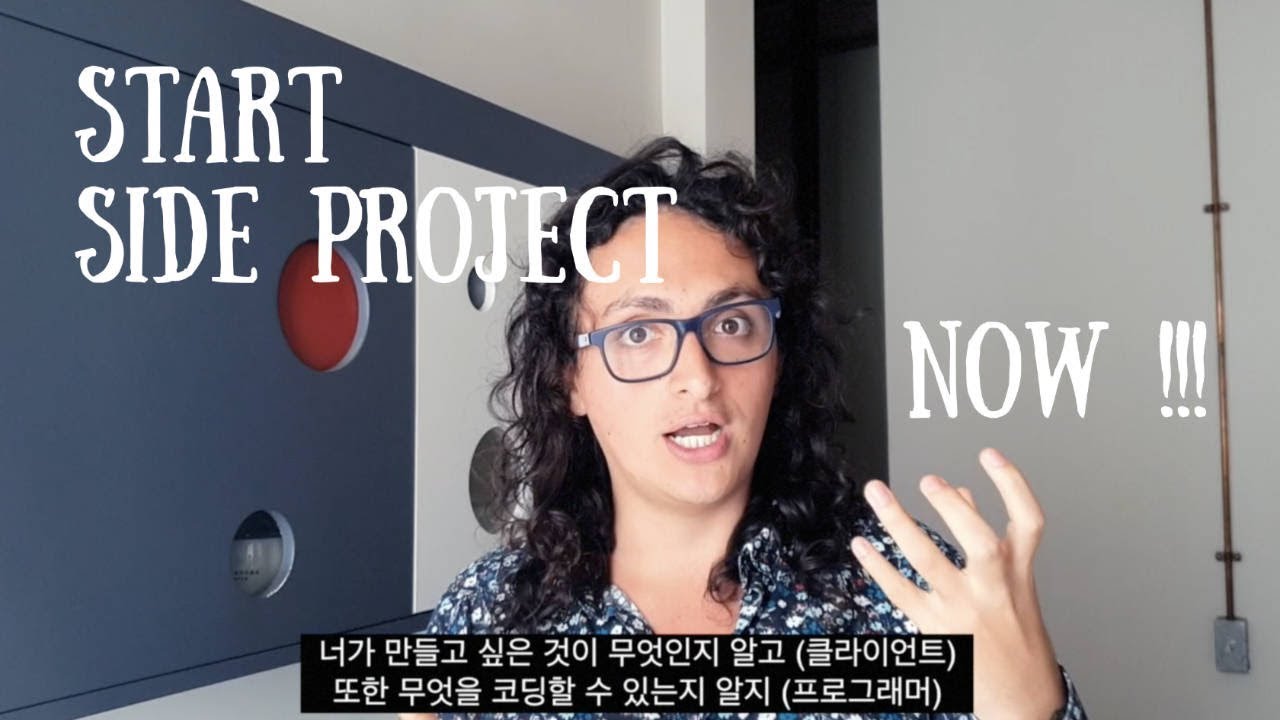 START
SIDE PROJECT
NOW !!!
너가 만들고 싶은 것이 무엇인지 알고 (클라이언트)
또한 무엇을 코딩할 수 있는지 알지 (프로그래머)